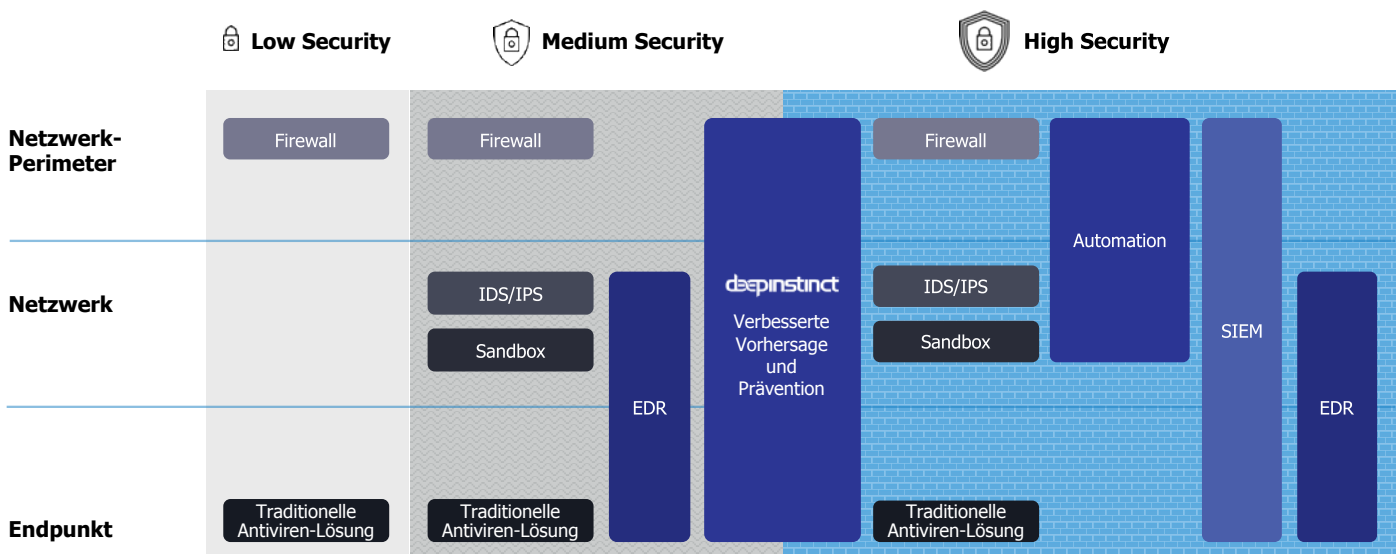 Low Security
Medium Security
High Security
Netzwerk-
Perimeter
Firewall
Firewall
Firewall
Automation
Netzwerk
IDS/IPS
Sandbox
deepinstinct
Verbesserte
Vorhersage
und
Prävention
IDS/IPS
Sandbox
SIEM
EDR
EDR
Endpunkt
Traditionelle
Antiviren-Lösung
Traditionelle
Antiviren-Lösung
Traditionelle
Antiviren-Lösung